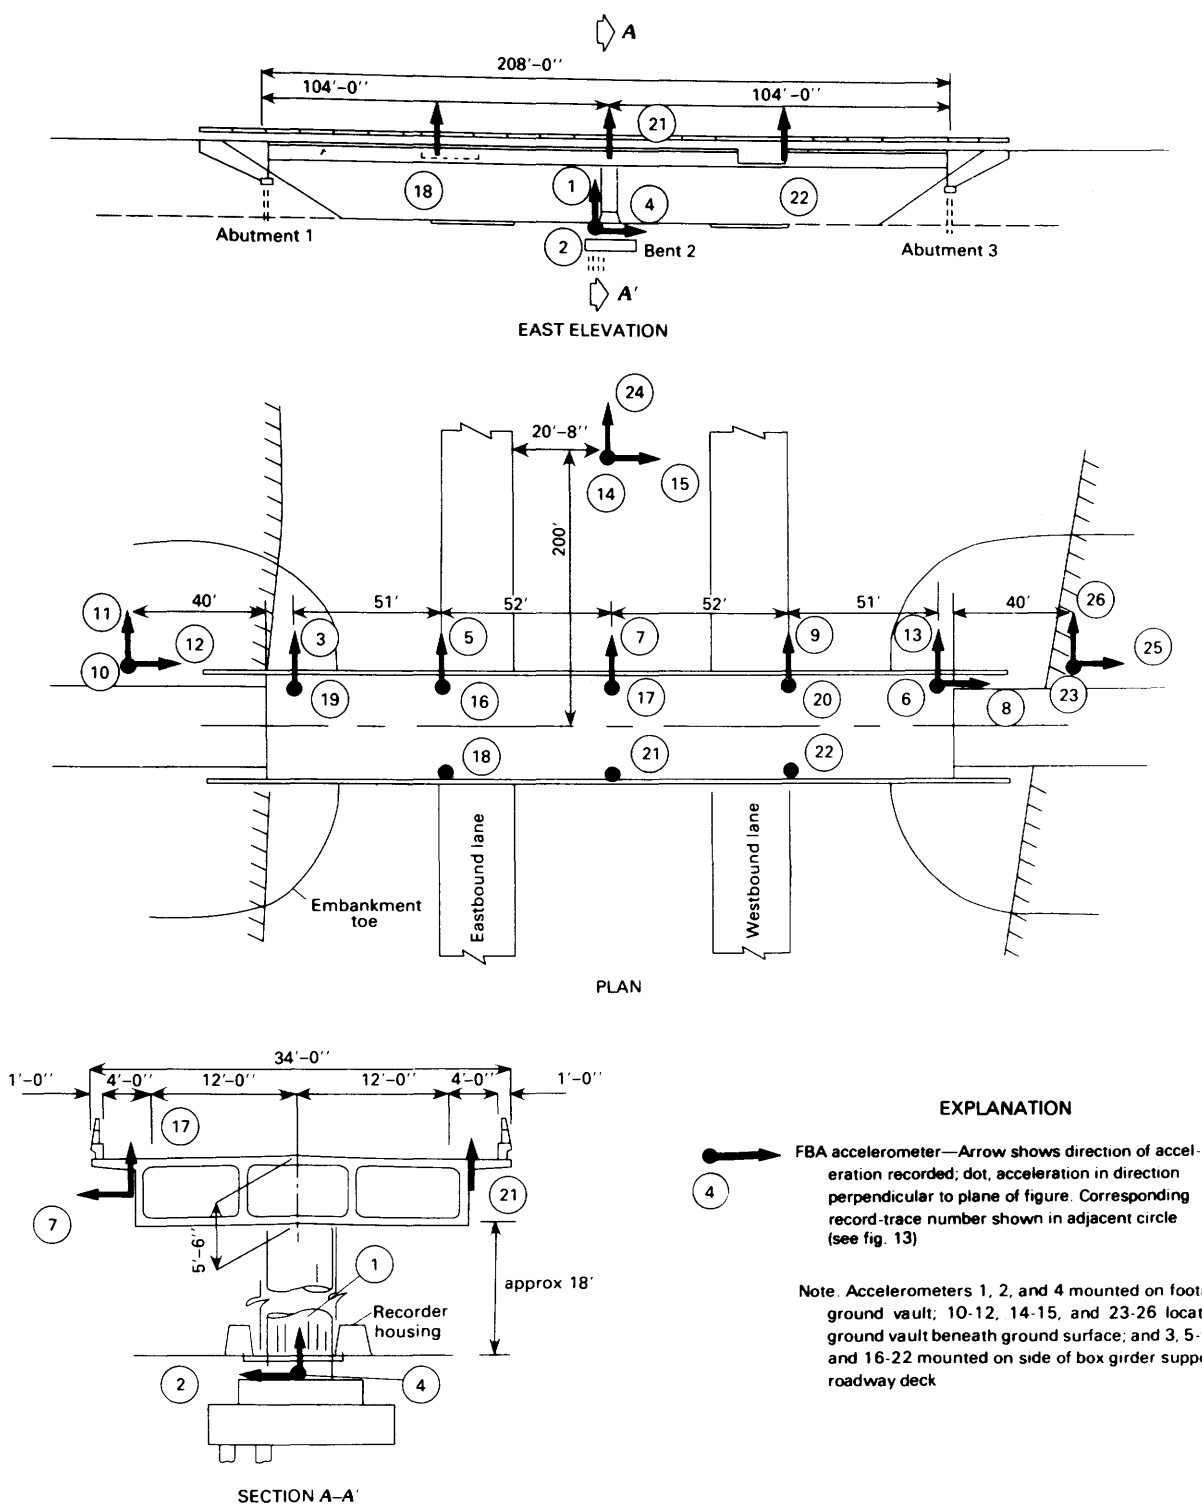 A
208'-0''
104'-0''
104'-0''
21
18
1
4
22
2
Abutment 1
Bent 2
Abutment 3
A'
EAST ELEVATION
24
20'-8''
14
15
200'
11
40'
51'
52'
52'
51'
40'
26
12
3
5
7
9
13
25
10
19
16
17
20
6
8
23
18
21
22
Embankment
toe
Eastbound lane
Westbound lane
PLAN
34'-0''
1'-0''
4'-0''
12'-0''
12'-0''
4'-0''
1'-0''
17
7
21
5'-6''
1
approx 18'
Recorder
housing
2
4
SECTION A–A'
EXPLANATION
4
FBA accelerometer—Arrow shows direction of accel-
eration recorded; dot, acceleration in direction
perpendicular to plane of figure. Corresponding
record-trace number shown in adjacent circle
(see fig. 13)
Note. Accelerometers 1, 2, and 4 mounted on foot
ground vault; 10-12, 14-15, and 23-26 locat
ground vault beneath ground surface; and 3, 5-
and 16-22 mounted on side of box girder supp
roadway deck